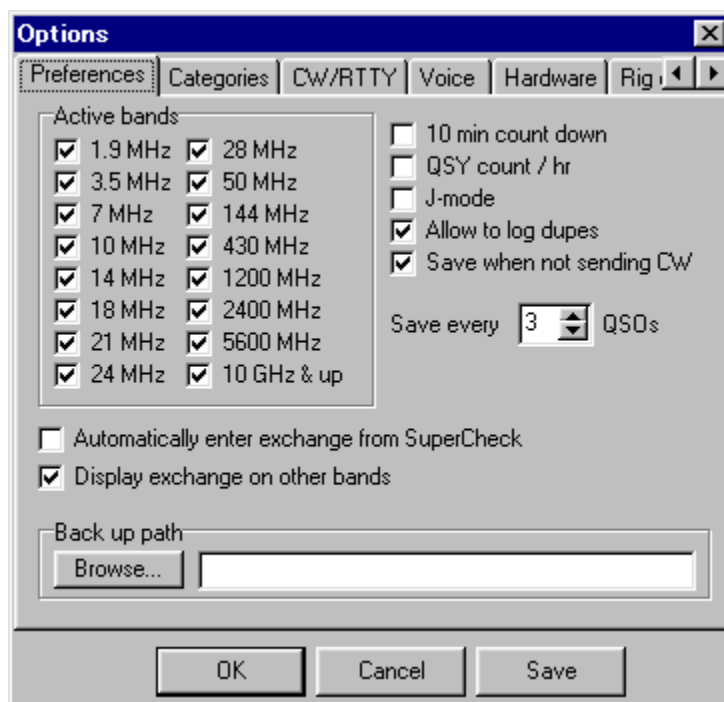 Options
Preferences Categories CW/RTTY Voice Hardware Rig
Active bands
1.9 MHz 28 MHz
3.5 MHz 50 MHz
7 MHz 144 MHz
10 MHz 430 MHz
14 MHz 1200 MHz
18 MHz 2400 MHz
21 MHz 5600 MHz
24 MHz 10 GHz & up
10 min count down
QSY count / hr
J-mode
Allow to log dupes
Save when not sending CW
Save every 3 QSOs
Automatically enter exchange from SuperCheck
Display exchange on other bands
Back up path
Browse...
OK Cancel Save